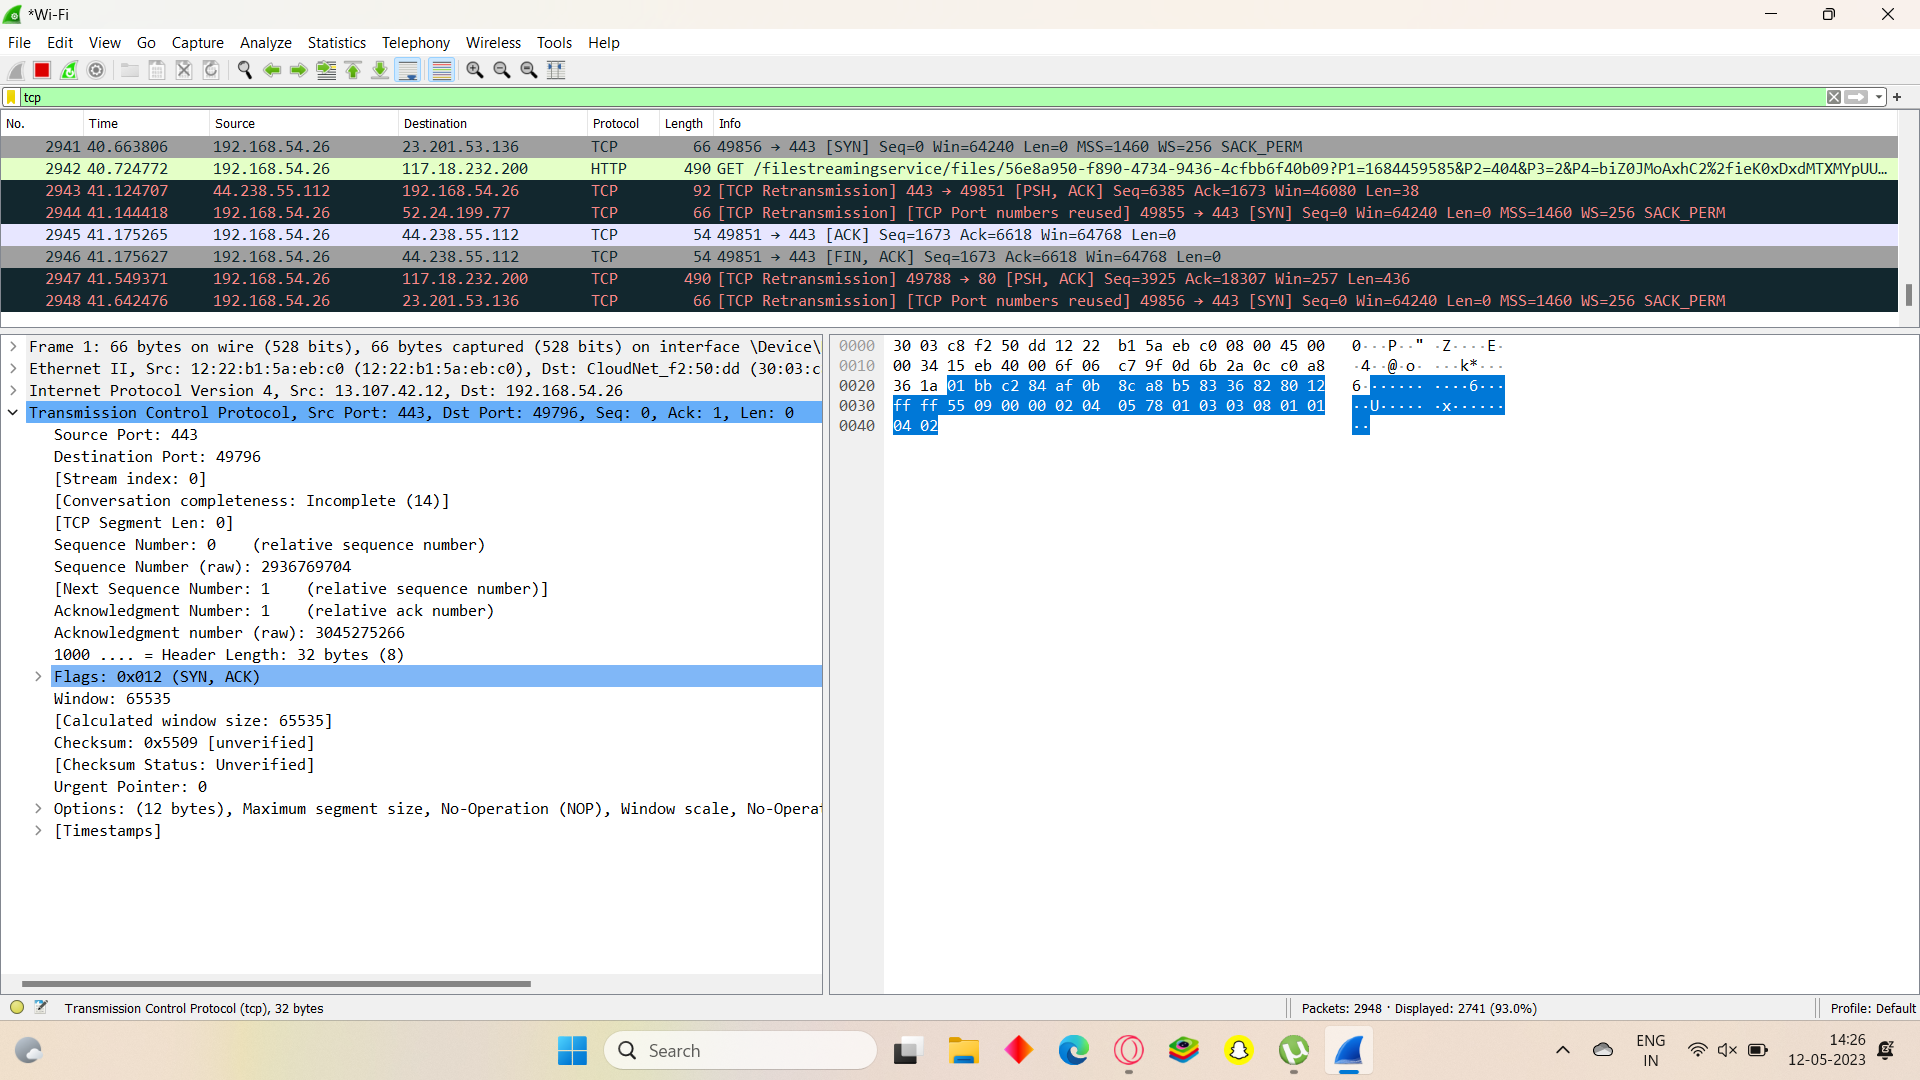 *Wi-Fi
File Edit View Go Capture Analyze Statistics Telephony Wireless Tools Help
tcp
No. Time Source Destination Protocol Length Info
2941 40.663806 192.168.54.26 23.201.53.136 TCP 66 49856 → 443 [SYN] Seq=0 Win=64240 Len=0 MSS=1460 WS=256 SACK_PERM
2942 40.724772 192.168.54.26 117.18.232.200 HTTP 490 GET /filestreamingservice/files/56e8a950-f890-4734-9436-4cfbb6f40b09?P1=1684459585&P2=404&P3=2&P4=biZ0JMoAxhC2%2fieK0xDxdMTXMYpUU…
2943 41.124707 44.238.55.112 192.168.54.26 TCP 92 [TCP Retransmission] 443 → 49851 [PSH, ACK] Seq=6385 Ack=1673 Win=46080 Len=38
2944 41.144418 192.168.54.26 52.24.199.77 TCP 66 [TCP Retransmission] [TCP Port numbers reused] 49855 → 443 [SYN] Seq=0 Win=64240 Len=0 MSS=1460 WS=256 SACK_PERM
2945 41.175265 192.168.54.26 44.238.55.112 TCP 54 49851 → 443 [ACK] Seq=1673 Ack=6618 Win=64768 Len=0
2946 41.175627 192.168.54.26 44.238.55.112 TCP 54 49851 → 443 [FIN, ACK] Seq=1673 Ack=6618 Win=64768 Len=0
2947 41.549371 192.168.54.26 117.18.232.200 TCP 490 [TCP Retransmission] 49788 → 80 [PSH, ACK] Seq=3925 Ack=18307 Win=257 Len=436
2948 41.642476 192.168.54.26 23.201.53.136 TCP 66 [TCP Retransmission] [TCP Port numbers reused] 49856 → 443 [SYN] Seq=0 Win=64240 Len=0 MSS=1460 WS=256 SACK_PERM
Frame 1: 66 bytes on wire (528 bits), 66 bytes captured (528 bits) on interface \Device\
Ethernet II, Src: 12:22:b1:5a:eb:c0 (12:22:b1:5a:eb:c0), Dst: CloudNet_f2:50:dd (30:03:c
Internet Protocol Version 4, Src: 13.107.42.12, Dst: 192.168.54.26
Transmission Control Protocol, Src Port: 443, Dst Port: 49796, Seq: 0, Ack: 1, Len: 0
Source Port: 443
Destination Port: 49796
[Stream index: 0]
[Conversation completeness: Incomplete (14)]
[TCP Segment Len: 0]
Sequence Number: 0 (relative sequence number)
Sequence Number (raw): 2936769704
[Next Sequence Number: 1 (relative sequence number)]
Acknowledgment Number: 1 (relative ack number)
Acknowledgment number (raw): 3045275266
1000 .... = Header Length: 32 bytes (8)
Flags: 0x012 (SYN, ACK)
Window: 65535
[Calculated window size: 65535]
Checksum: 0x5509 [unverified]
[Checksum Status: Unverified]
Urgent Pointer: 0
Options: (12 bytes), Maximum segment size, No-Operation (NOP), Window scale, No-Opera
[Timestamps]
0000 30 03 c8 f2 50 dd 12 22 b1 5a eb c0 08 00 45 00 0···P··" ·Z····E·
0010 00 34 15 eb 40 00 6f 06 c7 9f 0d 6b 2a 0c c0 a8 ·4··@·o· ···k*···
0020 36 1a 01 bb c2 84 af 0b 8c a8 b5 83 36 82 80 12 6······· ····6···
0030 ff ff 55 09 00 00 02 04 05 78 01 03 03 08 01 01 ··U····· ·x······
0040 04 02 ··
Transmission Control Protocol (tcp), 32 bytes
Packets: 2948 · Displayed: 2741 (93.0%)
Profile: Default
Search
ENG
IN
14:26
12-05-2023